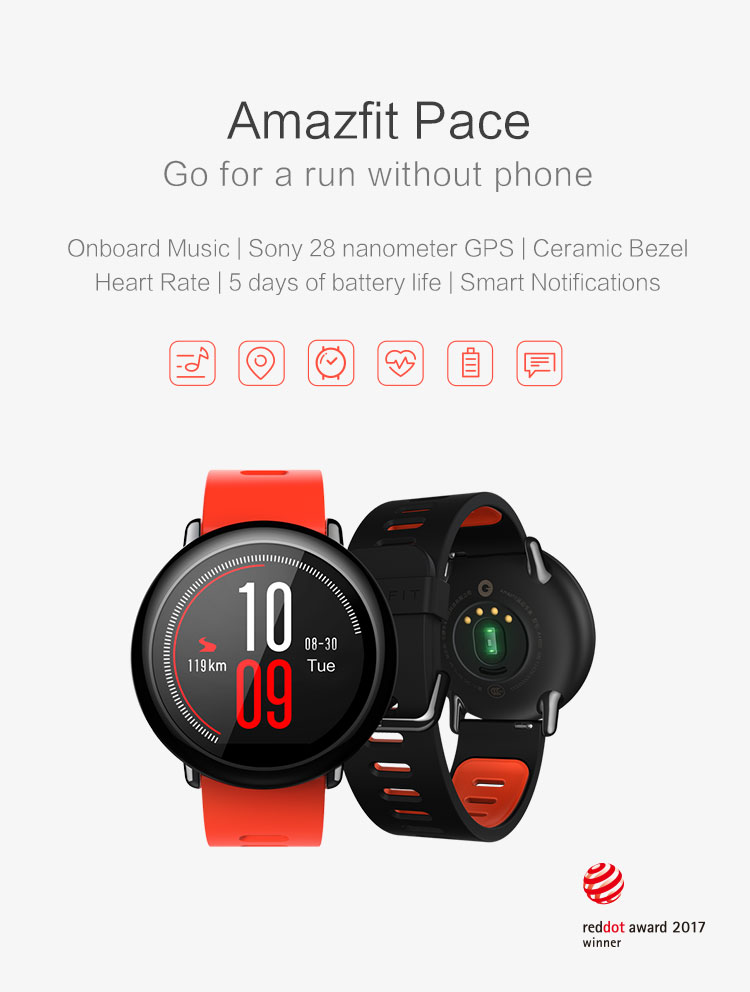 Amazfit Pace
Go for a run without phone
Onboard Music | Sony 28 nanometer GPS | Ceramic Bezel
Heart Rate | 5 days of battery life | Smart Notifications
10
08-30
119km
Tue
09
FIT
reddot award 2017
winner